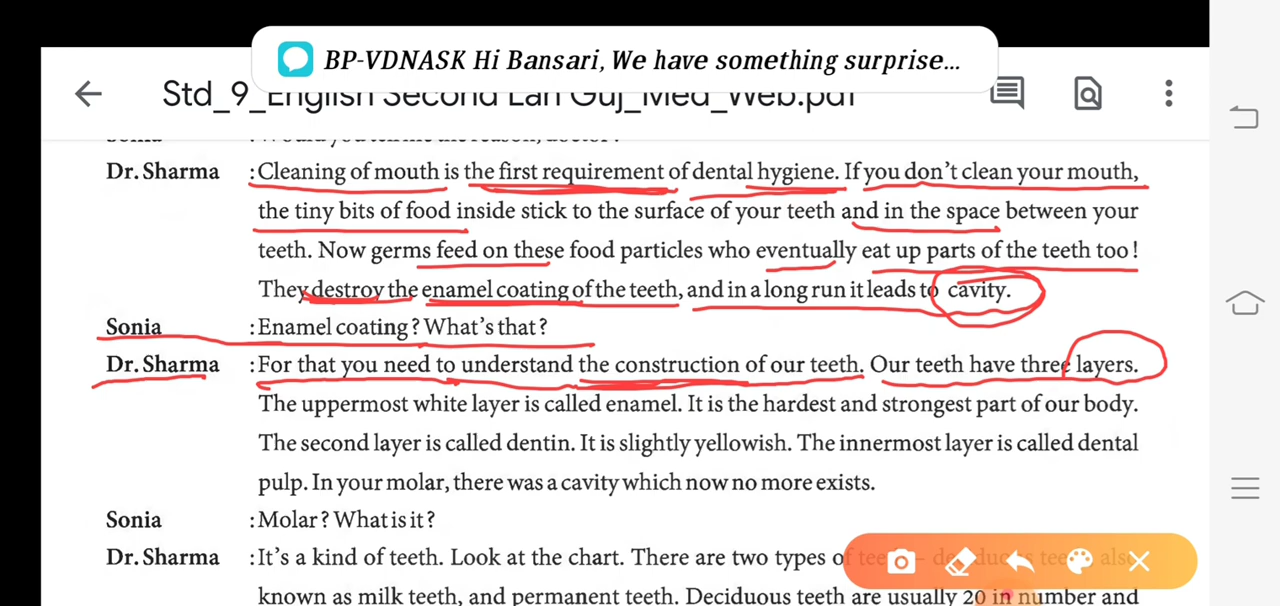 BP-VDNASK Hi Bansari, We have something surprise...
Std_9_English Second Lan Guj_Med_Web.pdf
Dr. Sharma : Cleaning of mouth is the first requirement of dental hygiene. If you don't clean your mouth,
the tiny bits of food inside stick to the surface of your teeth and in the space between your
teeth. Now germs feed on these food particles who eventually eat up parts of the teeth too!
They destroy the enamel coating of the teeth, and in a long run it leads to cavity.
Sonia : Enamel coating? What's that?
Dr. Sharma : For that you need to understand the construction of our teeth. Our teeth have three layers.
The uppermost white layer is called enamel. It is the hardest and strongest part of our body.
The second layer is called dentin. It is slightly yellowish. The innermost layer is called dental
pulp. In your molar, there was a cavity which now no more exists.
Sonia : Molar? What is it?
Dr. Sharma : It's a kind of teeth. Look at the chart. There are two types of
known as milk teeth, and permanent teeth. Deciduous teeth are usually 20 in number and